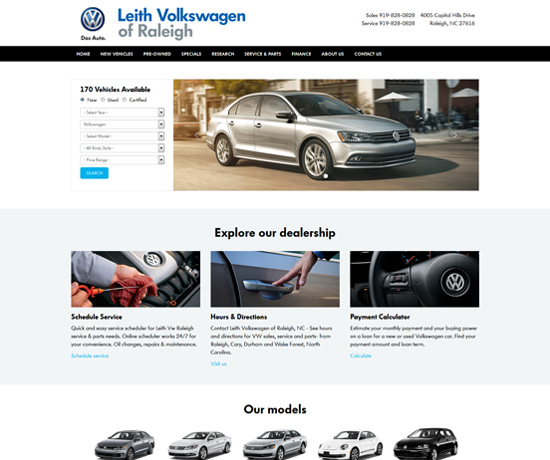 Leith Volkswagen
of Raleigh
Das Auto.
Sales 919-828-0828 4005 Capital Hills Drive
Service 919-828-0828 Raleigh, NC 27616
HOME NEW VEHICLES PRE-OWNED SPECIALS RESEARCH SERVICE & PARTS FINANCE ABOUT US CONTACT US
170 Vehicles Available
New Used Certified
- Select Year -
Volkswagen
- Select Model -
- All Body Style -
- Price Range -
SEARCH
Explore our dealership
Schedule Service
Quick and easy service scheduler for Leith Vw Raleigh
service & parts needs. Online scheduler works 24/7 for
your convenience. Oil changes, repairs & maintenance.
Schedule service
Hours & Directions
Contact Leith Volkswagen of Raleigh, NC - See hours
and directions for VW sales, service and parts- from
Raleigh, Cary, Durham and Wake Forest, North
Carolina.
Visit us
Payment Calculator
Estimate your monthly payment and your buying power
on a loan for a new or used Volkswagen car. Find your
payment amount and loan term.
Calculate
Our models